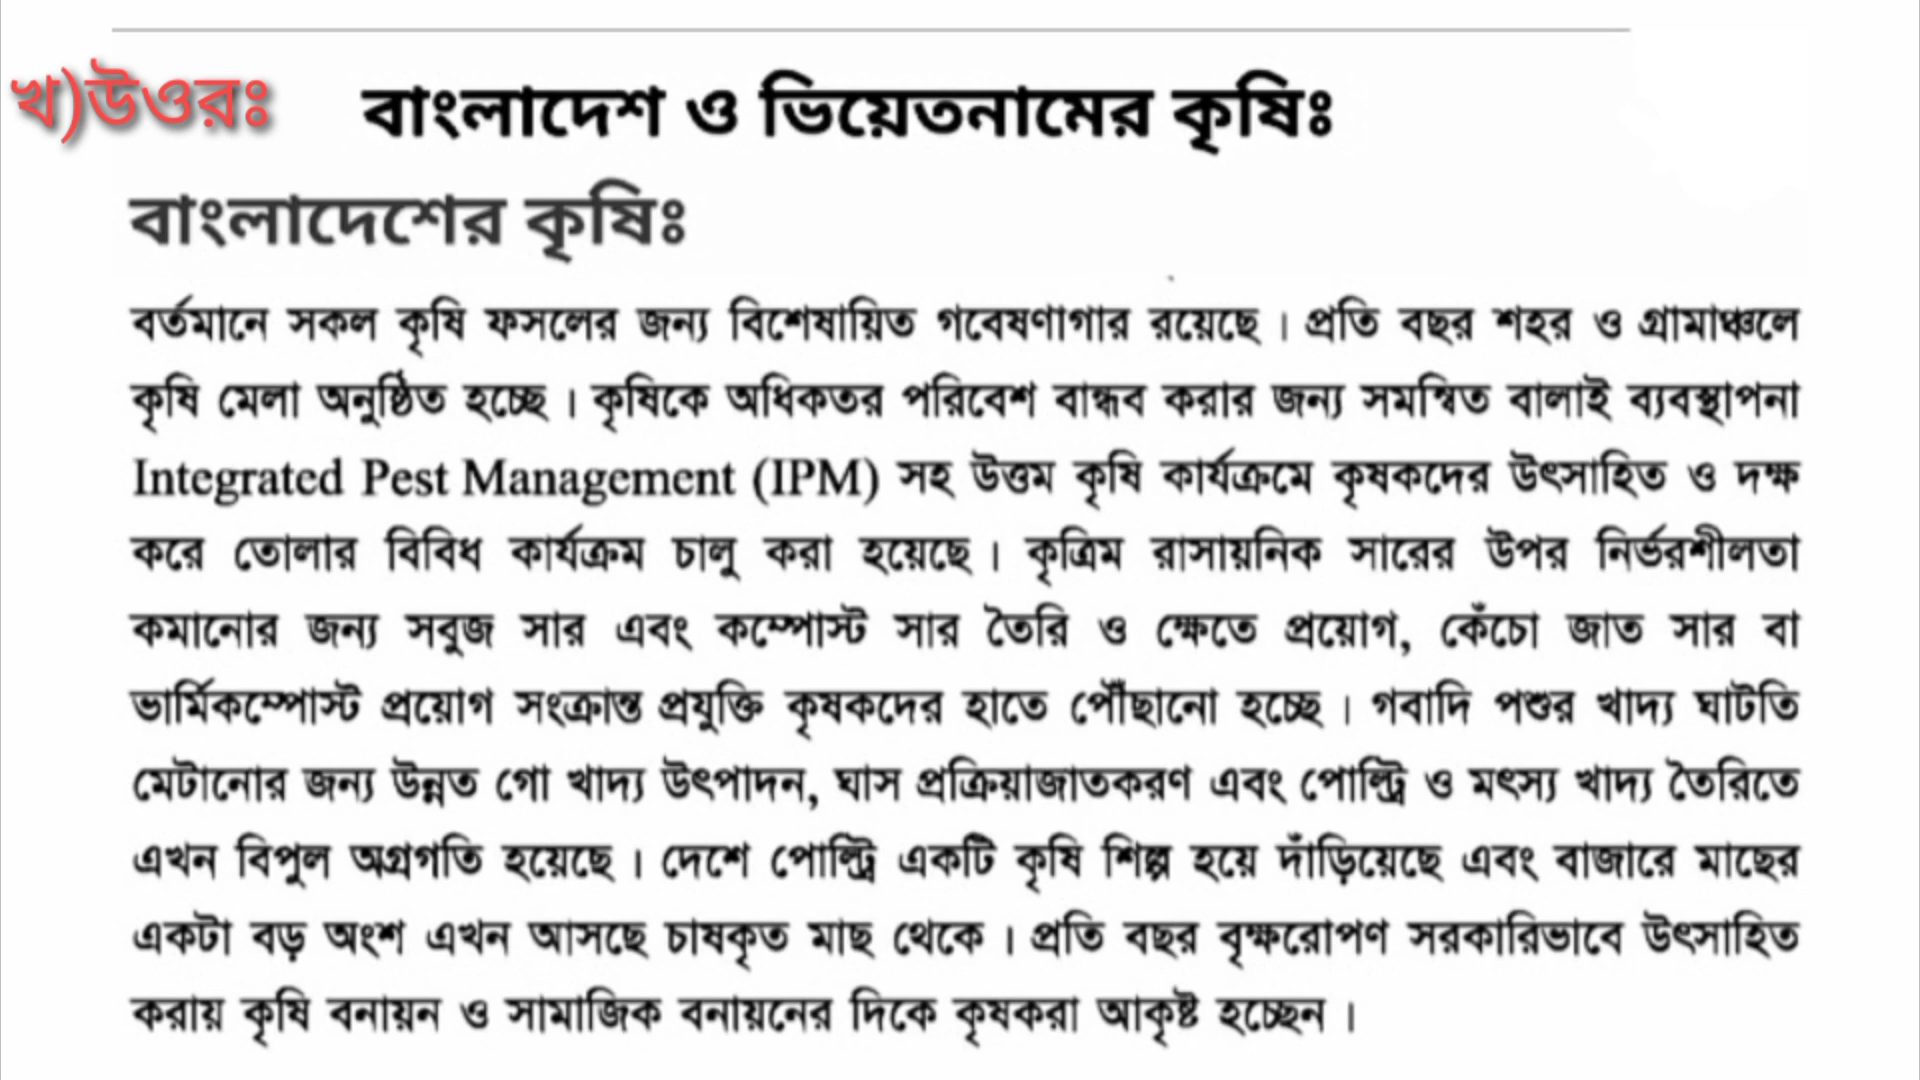 খ)উওরঃ বাংলাদেশ ও ভিয়েতনামের কৃষিঃ
বাংলাদেশের কৃষিঃ
বর্তমানে সকল কৃষি ফসলের জন্য বিশেষায়িত গবেষণাগার রয়েছে। প্রতি বছর শহর ও গ্রামাঞ্চলে
কৃষি মেলা অনুষ্ঠিত হচ্ছে। কৃষিকে অধিকতর পরিবেশ বান্ধব করার জন্য সমন্বিত বালাই ব্যবস্থাপনা
Integrated Pest Management (IPM) সহ উত্তম কৃষি কার্যক্রমে কৃষকদের উৎসাহিত ও দক্ষ
করে তোলার বিবিধ কার্যক্রম চালু করা হয়েছে। কৃত্রিম রাসায়নিক সারের উপর নির্ভরশীলতা
কমানোর জন্য সবুজ সার এবং কম্পোস্ট সার তৈরি ও ক্ষেতে প্রয়োগ, কেঁচো জাত সার বা
ভার্মিকম্পোস্ট প্রয়োগ সংক্রান্ত প্রযুক্তি কৃষকদের হাতে পৌঁছানো হচ্ছে। গবাদি পশুর খাদ্য ঘাটতি
মেটানোর জন্য উন্নত গো খাদ্য উৎপাদন, ঘাস প্রক্রিয়াজাতকরণ এবং পোল্ট্রি ও মৎস্য খাদ্য তৈরিতে
এখন বিপুল অগ্রগতি হয়েছে। দেশে পোল্ট্রি একটি কৃষি শিল্প হয়ে দাঁড়িয়েছে এবং বাজারে মাছের
একটা বড় অংশ এখন আসছে চাষকৃত মাছ থেকে। প্রতি বছর বৃক্ষরোপণ সরকারিভাবে উৎসাহিত
করায় কৃষি বনায়ন ও সামাজিক বনায়নের দিকে কৃষকরা আকৃষ্ট হচ্ছেন।